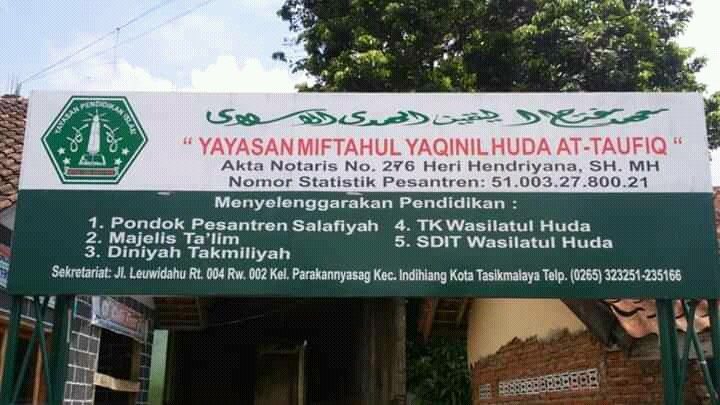 YAYASAN PENDIDIKAN ISLAM
“ YAYASAN MIFTAHUL YAQINIL HUDA AT-TAUFIQ “
Akta Notaris No. 276 Heri Hendriyana, SH. MH
Nomor Statistik Pesantren: 51.003.27.800.21
Menyelenggarakan Pendidikan :
1. Pondok Pesantren Salafiyah
2. Majelis Ta'lim
3. Diniyah Takmiliyah
4. TK Wasilatul Huda
5. SDIT Wasilatul Huda
Sekretariat: Jl. Leuwidahu Rt. 004 Rw. 002 Kel. Parakannyasag Kec. Indihiang Kota Tasikmalaya Telp. (0265) 323251-235166